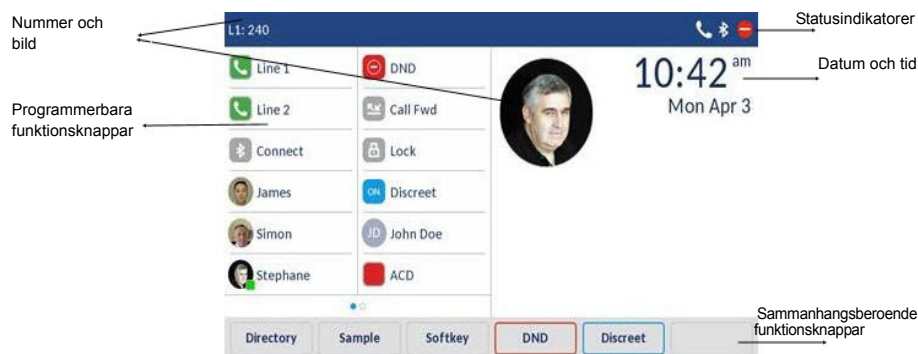 Nummer och
bild
Programmerbara
funktionsknappar
L1: 240
Line 1
Line 2
Connect
James
Simon
Stephane
DND
Call Fwd
Lock
ON Discreet
JD John Doe
ACD
10:42 am
Mon Apr 3
Directory Sample Softkey DND Discreet
Statusindikatorer
Datum och tid
Sammanhangsberoende
funktionsknappar